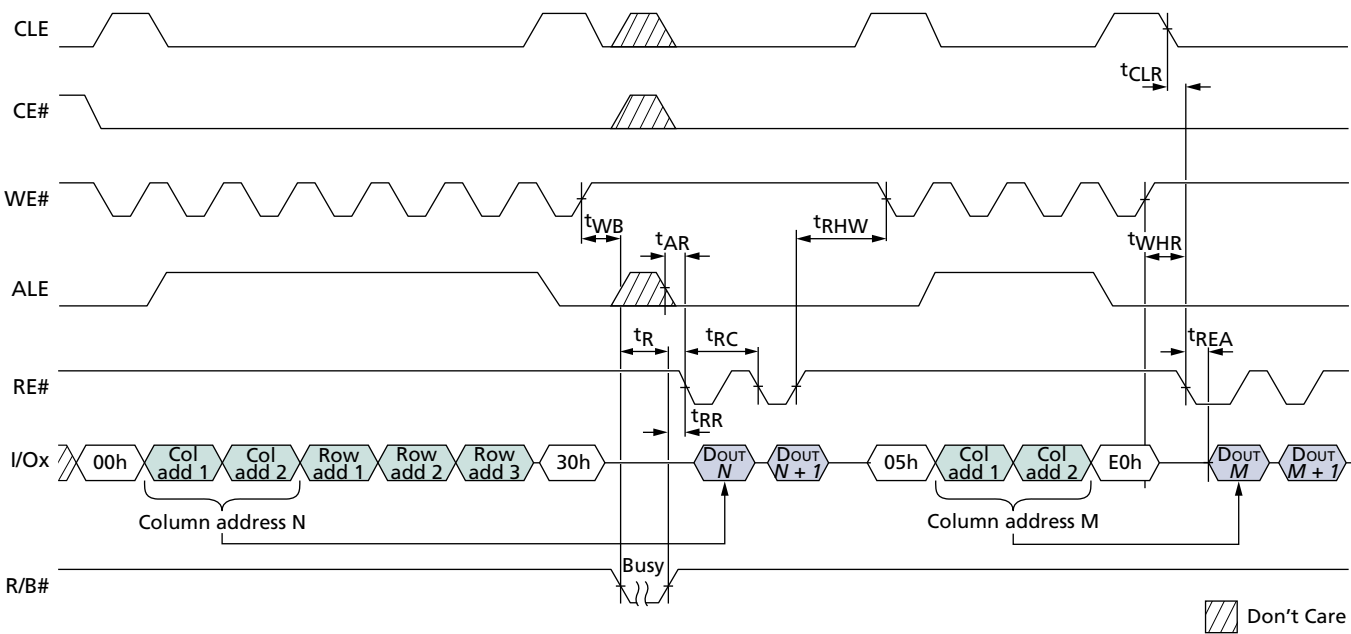 CLE
tCLR
CE#
WE#
tWB
tAR
tRHW
tWHR
ALE
tR
tRC
tREA
RE#
tRR
I/Ox
00h
Col add 1
Col add 2
Row add 1
Row add 2
Row add 3
30h
DOUT N
DOUT N + 1
05h
Col add 1
Col add 2
E0h
DOUT M
DOUT M + 1
Column address N
Column address M
Busy
R/B#
Don't Care